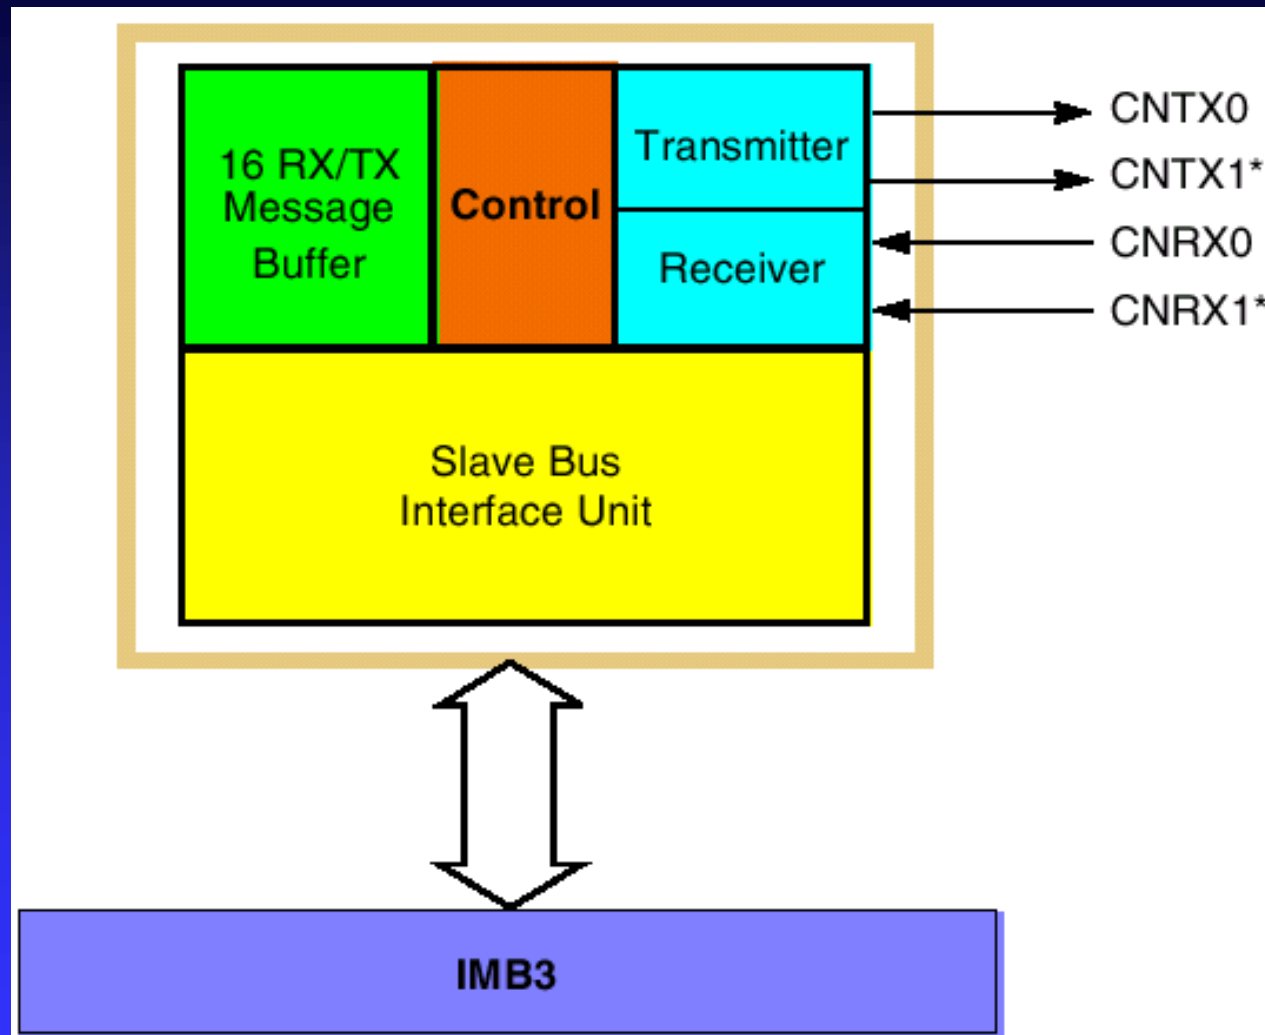 16 RX/TX
Message
Buffer
Control
Transmitter
Receiver
CNTX0
CNTX1*
CNRX0
CNRX1*
Slave Bus
Interface Unit
IMB3